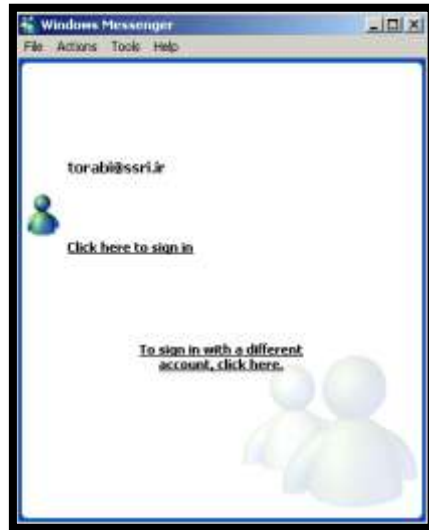 Windows Messenger
File Actions Tools Help
torabi@ssri.ir
Click here to sign in
To sign in with a different
account, click here.